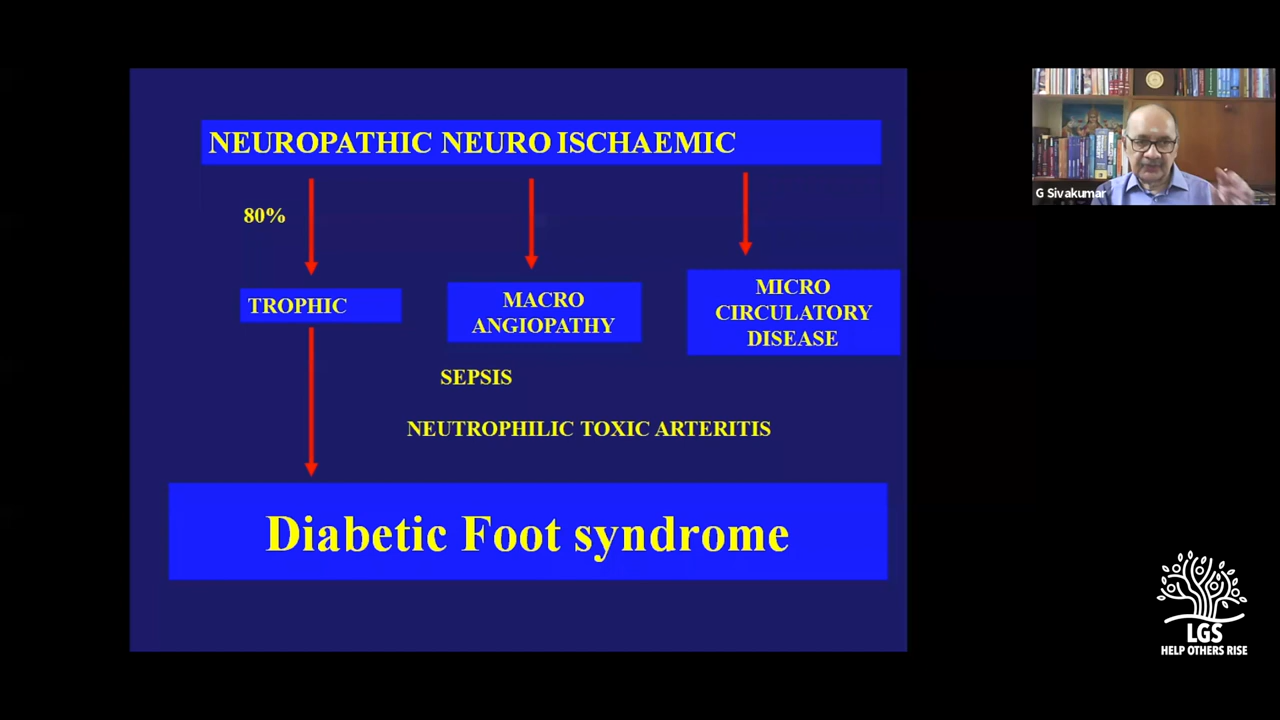 NEUROPATHIC NEURO ISCHAEMIC
80%
TROPHIC
MACRO
ANGIOPATHY
MICRO
CIRCULATORY
DISEASE
SEPSIS
NEUTROPHILIC TOXIC ARTERITIS
Diabetic Foot syndrome
G Sivakumar
LGS
HELP OTHERS RISE